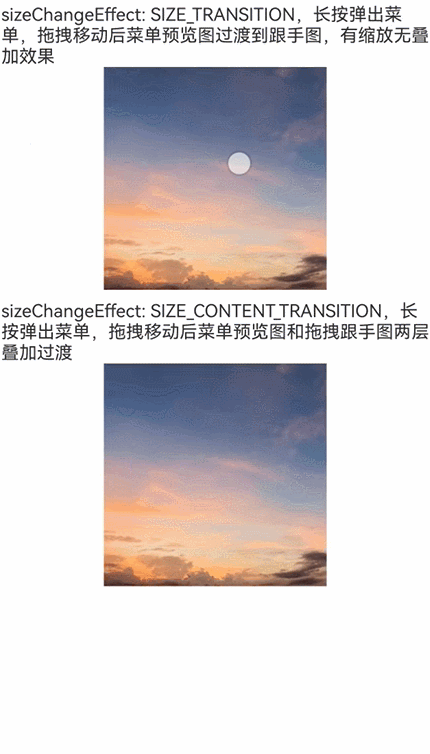 sizeChangeEffect: SIZE_TRANSITION，长按弹出菜
单，拖拽移动后菜单预览图过渡到跟手图，有缩放无叠
加效果
sizeChangeEffect: SIZE_CONTENT_TRANSITION，长
按弹出菜单，拖拽移动后菜单预览图和拖拽跟手图两层
叠加过渡